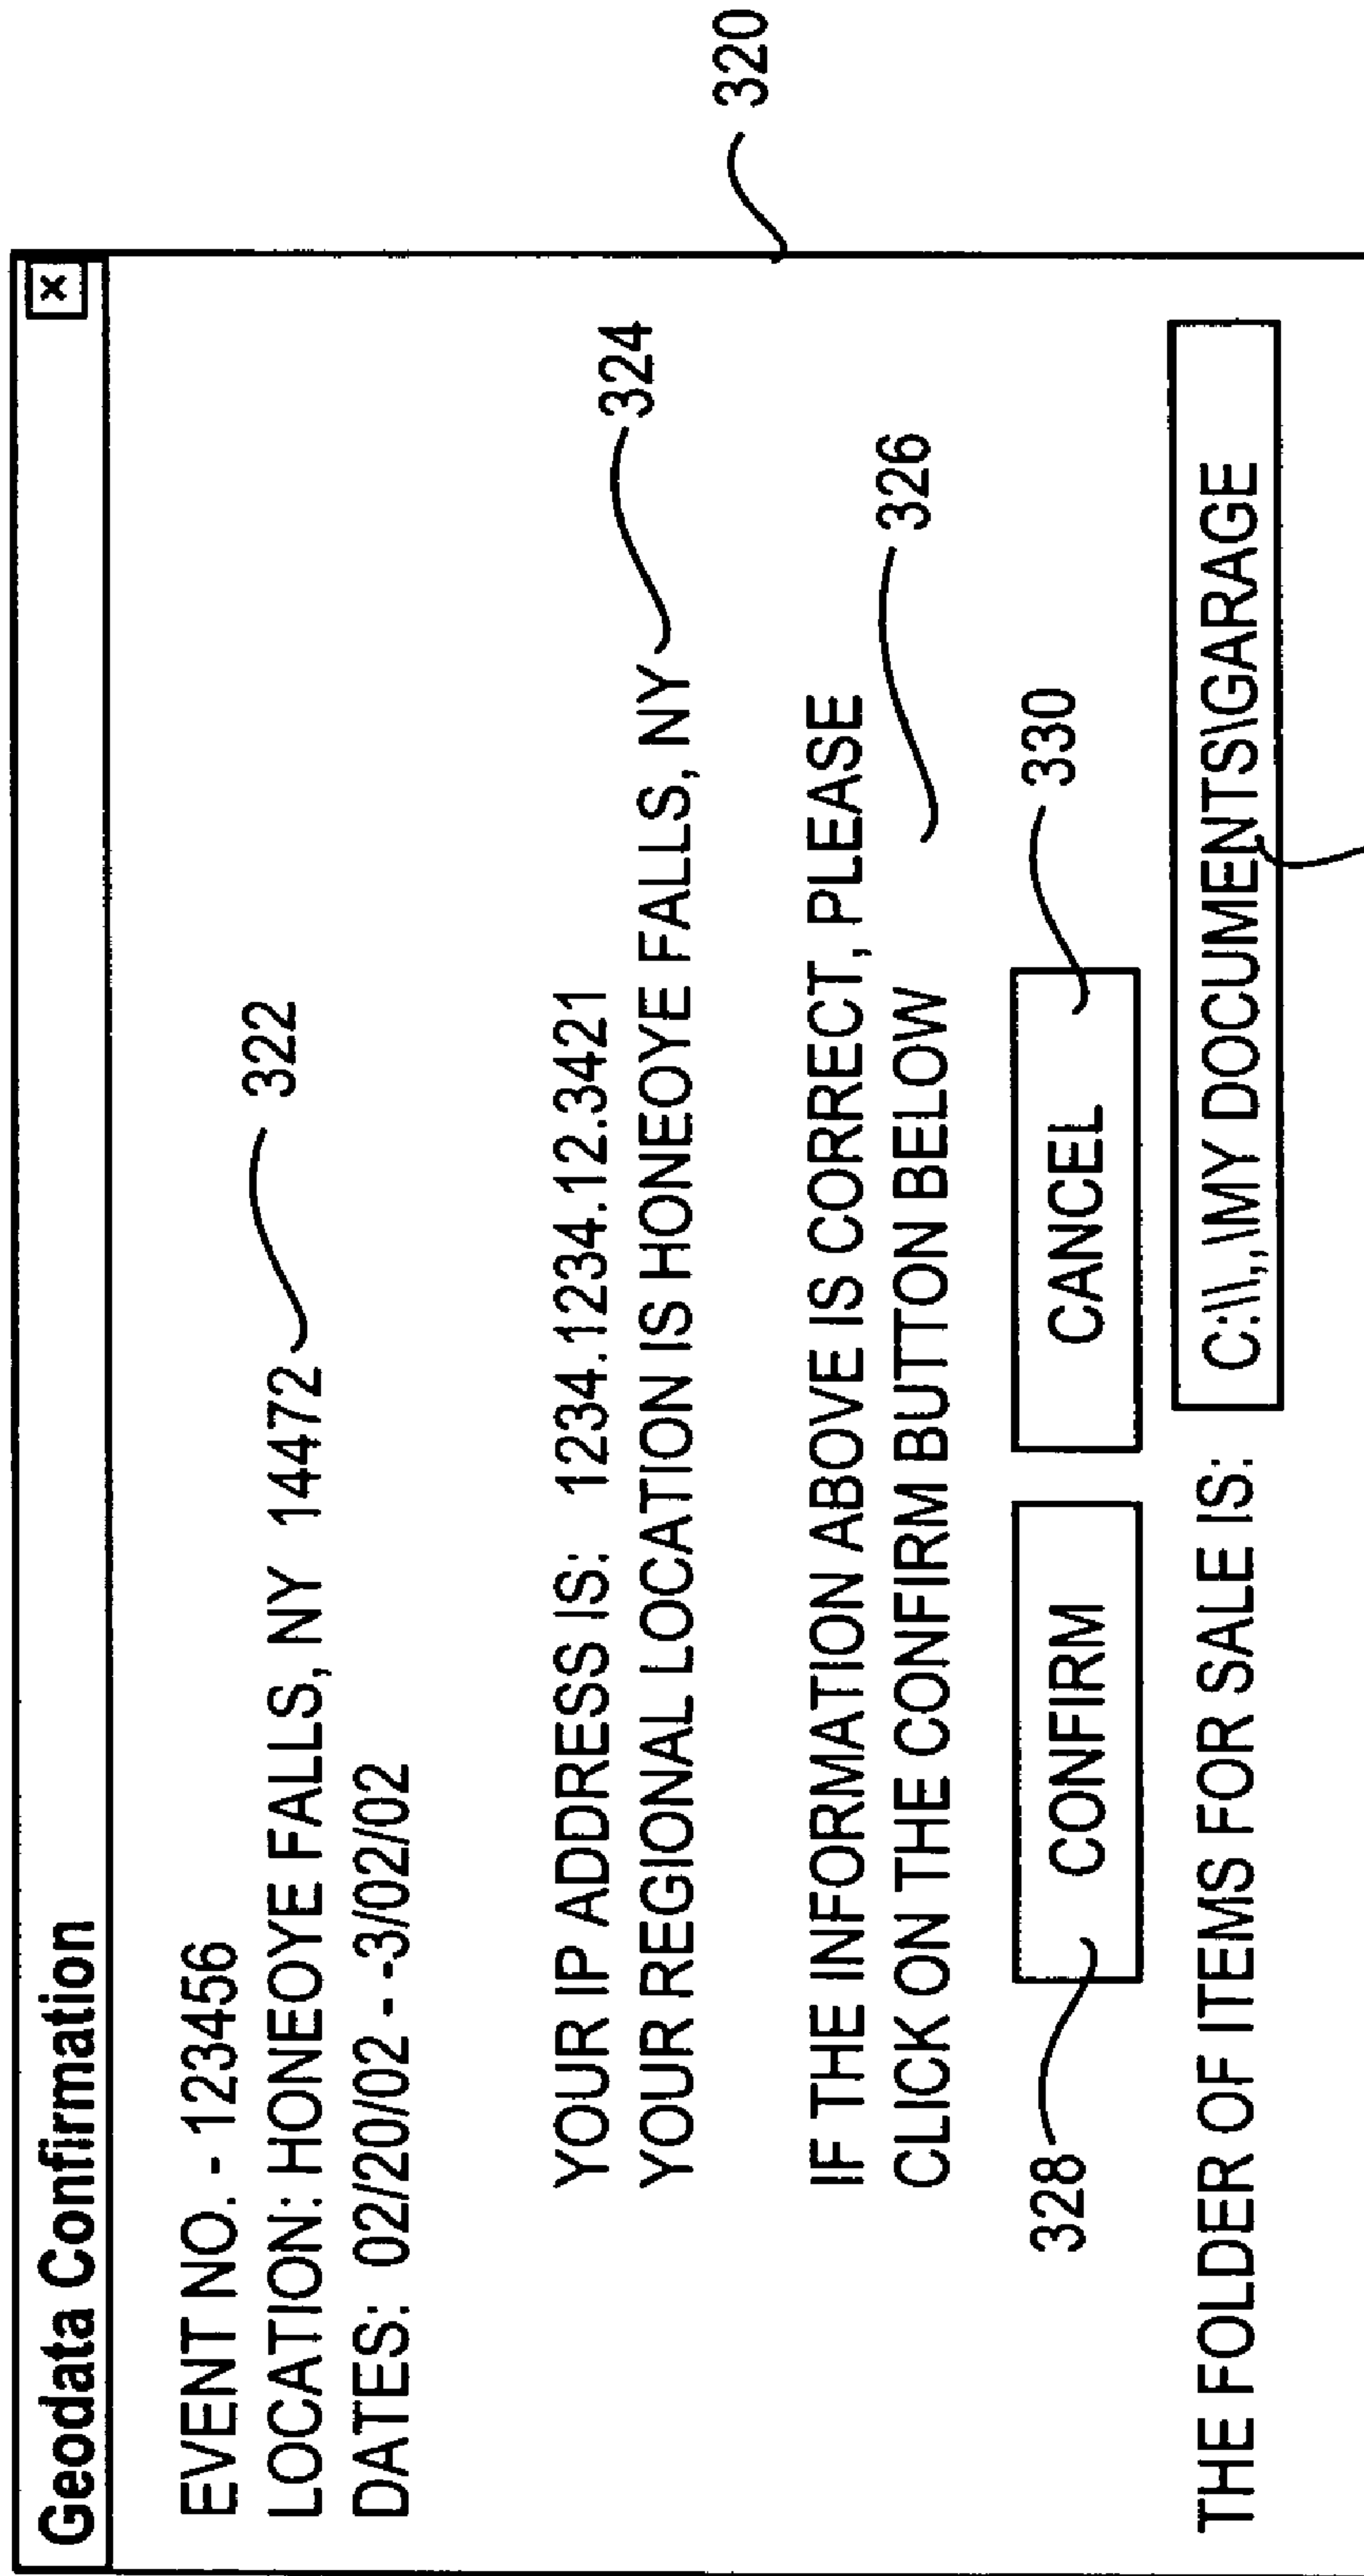 Geodata Confirmation
x
320
EVENT NO. - 123456
LOCATION: HONEOYE FALLS, NY 14472
322
DATES: 02/20/02 - -3/02/02
YOUR IP ADDRESS IS: 1234.1234.12.3421
YOUR REGIONAL LOCATION IS HONEOYE FALLS, NY
324
IF THE INFORMATION ABOVE IS CORRECT, PLEASE
CLICK ON THE CONFIRM BUTTON BELOW
326
328
CONFIRM
CANCEL
330
THE FOLDER OF ITEMS FOR SALE IS:
C:\\\,,\MY DOCUMENTS\GARAGE